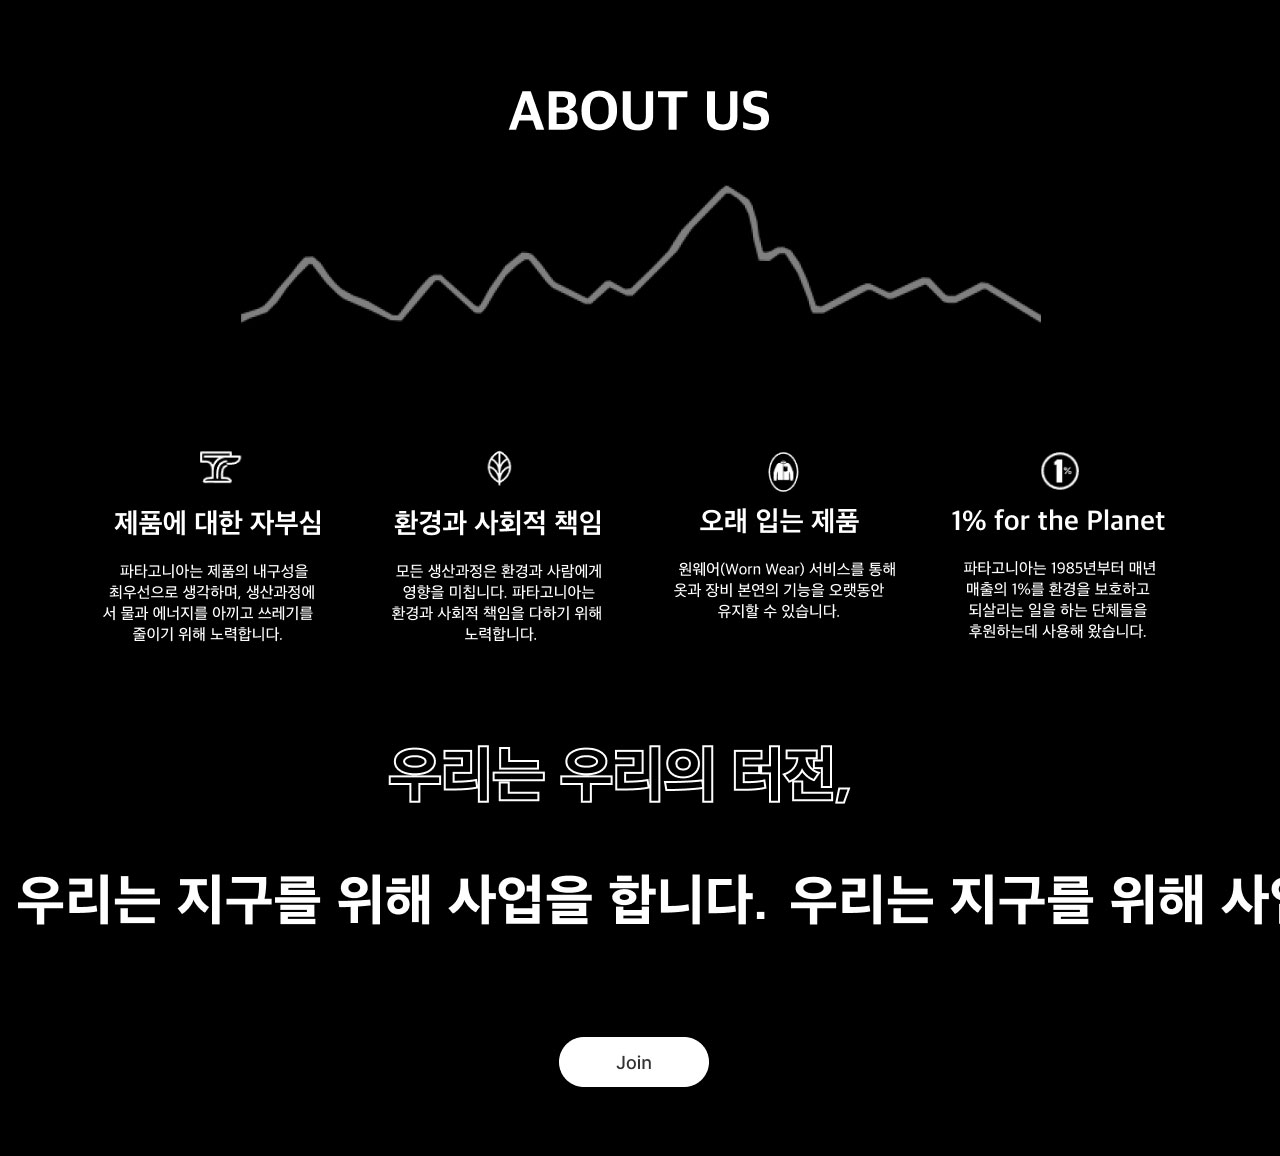 ABOUT US
1%
제품에 대한 자부심
파타고니아는 제품의 내구성을
최우선으로 생각하며, 생산과정에
서 물과 에너지를 아끼고 쓰레기를
줄이기 위해 노력합니다.
환경과 사회적 책임
모든 생산과정은 환경과 사람에게
영향을 미칩니다. 파타고니아는
환경과 사회적 책임을 다하기 위해
노력합니다.
오래 입는 제품
원웨어(Worn Wear) 서비스를 통해
옷과 장비 본연의 기능을 오랫동안
유지할 수 있습니다.
1% for the Planet
파타고니아는 1985년부터 매년
매출의 1%를 환경을 보호하고
되살리는 일을 하는 단체들을
후원하는데 사용해 왔습니다.
우리는 우리의 터전,
우리는 지구를 위해 사업을 합니다. 우리는 지구를 위해
Join